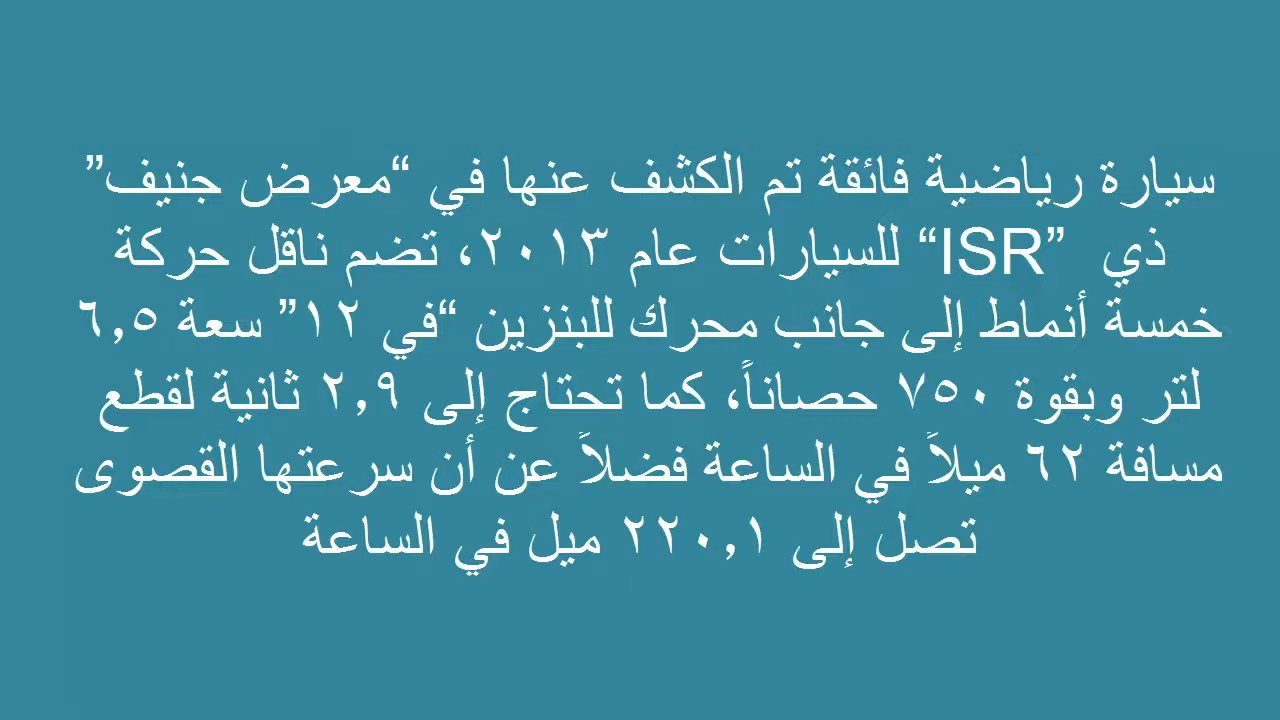 سيارة رياضية فائقة تم الكشف عنها في “معرض جنيف”
للسيارات عام ٢٠١٣، تضم ناقل حركة “ISR” ذي
خمسة أنماط إلى جانب محرك للبنزين “في ١٢” سعة ٦,٥
لتر وبقوة ٧٥٠ حصاناً، كما تحتاج إلى ٢,٩ ثانية لقطع
مسافة ٦٢ ميلاً في الساعة فضلاً عن أن سرعتها القصوى
تصل إلى ٢٢٠,١ ميل في الساعة